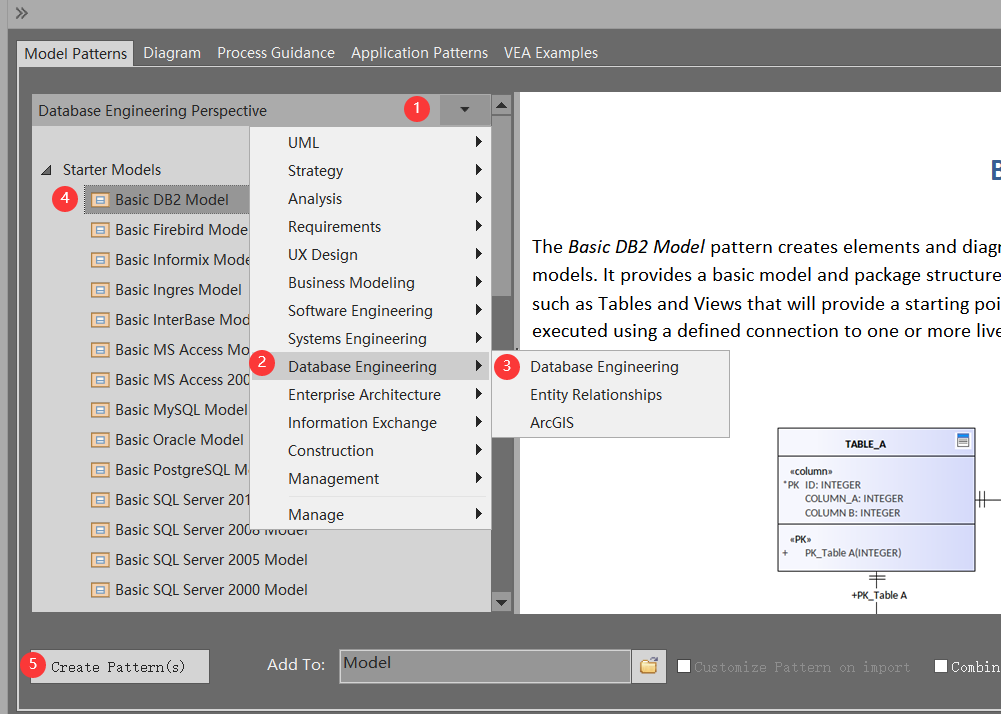 Model Patterns Diagram Process Guidance Application Patterns VEA Examples
Database Engineering Perspective 1
UML
Strategy
Analysis
Requirements
UX Design
Business Modeling
Software Engineering
Systems Engineering
2 Database Engineering
Enterprise Architecture
Information Exchange
Construction
Management
Manage
3 Database Engineering
Entity Relationships
ArcGIS
Starter Models
4 Basic DB2 Model
Basic Firebird Mode
Basic Informix Mode
Basic Ingres Model
Basic InterBase Mod
Basic MS Access Mo
Basic MS Access 200
Basic MySQL Model
Basic Oracle Model
Basic PostgreSQL M
Basic SQL Server 201
Basic SQL Server 2008 Model
Basic SQL Server 2005 Model
Basic SQL Server 2000 Model
B
The Basic DB2 Model pattern creates elements and diagr
models. It provides a basic model and package structure
such as Tables and Views that will provide a starting poi
executed using a defined connection to one or more live
TABLE_A
«column»
*PK ID: INTEGER
COLUMN_A: INTEGER
COLUMN B: INTEGER
«PK»
+ PK_Table A(INTEGER)
+PK_Table A
5 Create Pattern(s) Add To: Model Customize Pattern on import Combin